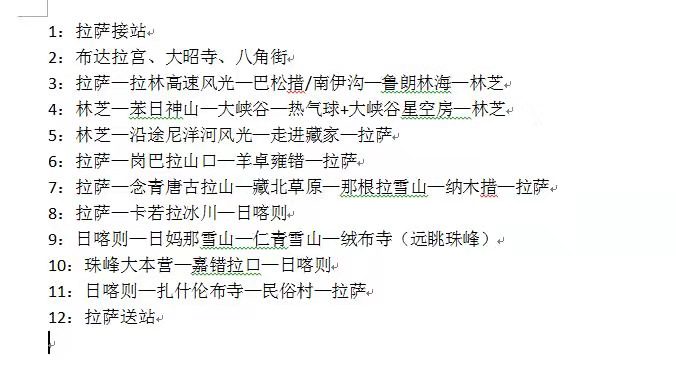 1：拉萨接站
2：布达拉宫、大昭寺、八角街
3：拉萨—拉林高速风光—巴松措/南伊沟—鲁朗林海—林芝
4：林芝—苯日神山—大峡谷—热气球+大峡谷星空房—林芝
5：林芝—沿途尼洋河风光—走进藏家—拉萨
6：拉萨—岗巴拉山口—羊卓雍错—拉萨
7：拉萨—念青唐古拉山—藏北草原—那根拉雪山—纳木措—拉萨
8：拉萨—卡若拉冰川—日喀则
9：日喀则—日妈那雪山—仁青雪山—绒布寺（远眺珠峰）
10：珠峰大本营—嘉错拉口—日喀则
11：日喀则—扎什伦布寺—民俗村—拉萨
12：拉萨送站